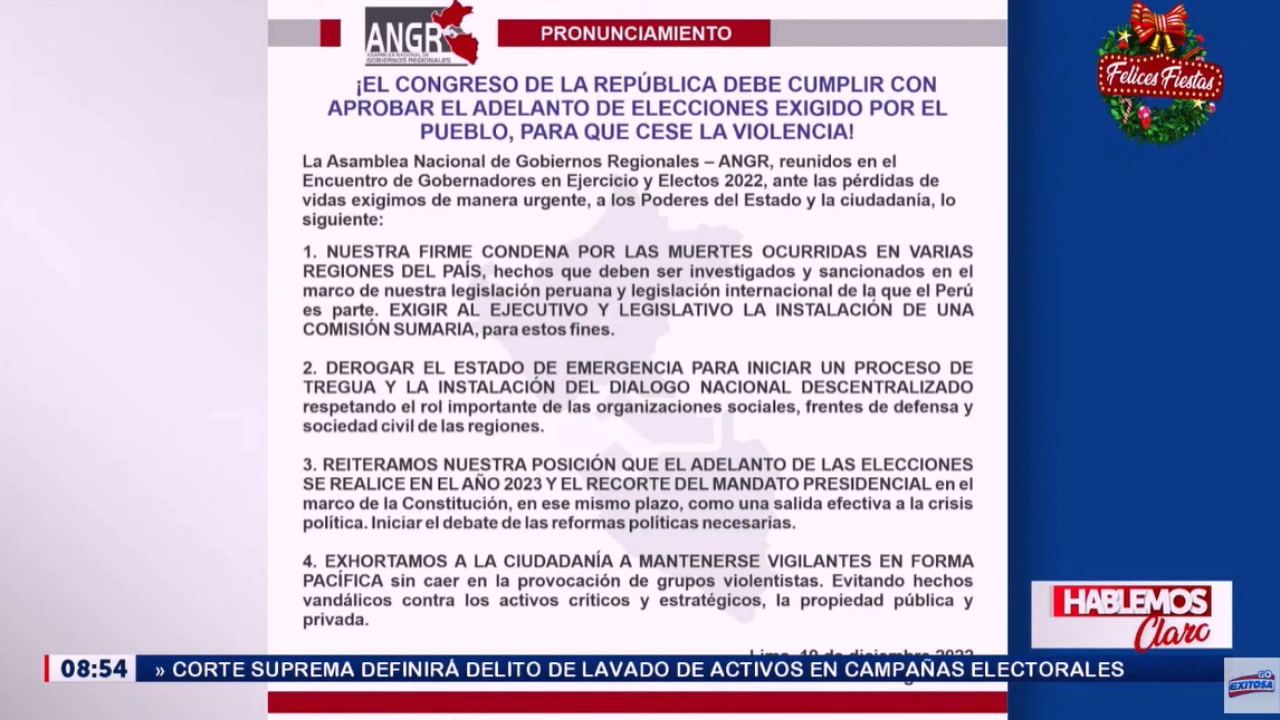 ANGR
ASAMBLEA NACIONAL DE
GOBIERNOS REGIONALES
PRONUNCIAMIENTO
Felices Fiestas
¡EL CONGRESO DE LA REPÚBLICA DEBE CUMPLIR CON
APROBAR EL ADELANTO DE ELECCIONES EXIGIDO POR EL
PUEBLO, PARA QUE CESE LA VIOLENCIA!
La Asamblea Nacional de Gobiernos Regionales – ANGR, reunidos en el
Encuentro de Gobernadores en Ejercicio y Electos 2022, ante las pérdidas de
vidas exigimos de manera urgente, a los Poderes del Estado y la ciudadanía, lo
siguiente:
1. NUESTRA FIRME CONDENA POR LAS MUERTES OCURRIDAS EN VARIAS
REGIONES DEL PAÍS, hechos que deben ser investigados y sancionados en el
marco de nuestra legislación peruana y legislación internacional de la que el Perú
es parte. EXIGIR AL EJECUTIVO Y LEGISLATIVO LA INSTALACIÓN DE UNA
COMISIÓN SUMARIA, para estos fines.
2. DEROGAR EL ESTADO DE EMERGENCIA PARA INICIAR UN PROCESO DE
TREGUA Y LA INSTALACIÓN DEL DIALOGO NACIONAL DESCENTRALIZADO
respetando el rol importante de las organizaciones sociales, frentes de defensa y
sociedad civil de las regiones.
3. REITERAMOS NUESTRA POSICIÓN QUE EL ADELANTO DE LAS ELECCIONES
SE REALICE EN EL AÑO 2023 Y EL RECORTE DEL MANDATO PRESIDENCIAL en el
marco de la Constitución, en ese mismo plazo, como una salida efectiva a la crisis
política. Iniciar el debate de las reformas políticas necesarias.
4. EXHORTAMOS A LA CIUDADANÍA A MANTENERSE VIGILANTES EN FORMA
PACÍFICA sin caer en la provocación de grupos violentistas. Evitando hechos
vandálicos contra los activos críticos y estratégicos, la propiedad pública y
privada.
HABLEMOS
Claro
08:54 » CORTE SUPREMA DEFINIRÁ DELITO DE LAVADO DE ACTIVOS EN CAMPAÑAS ELECTORALES
GO
EXITOSA